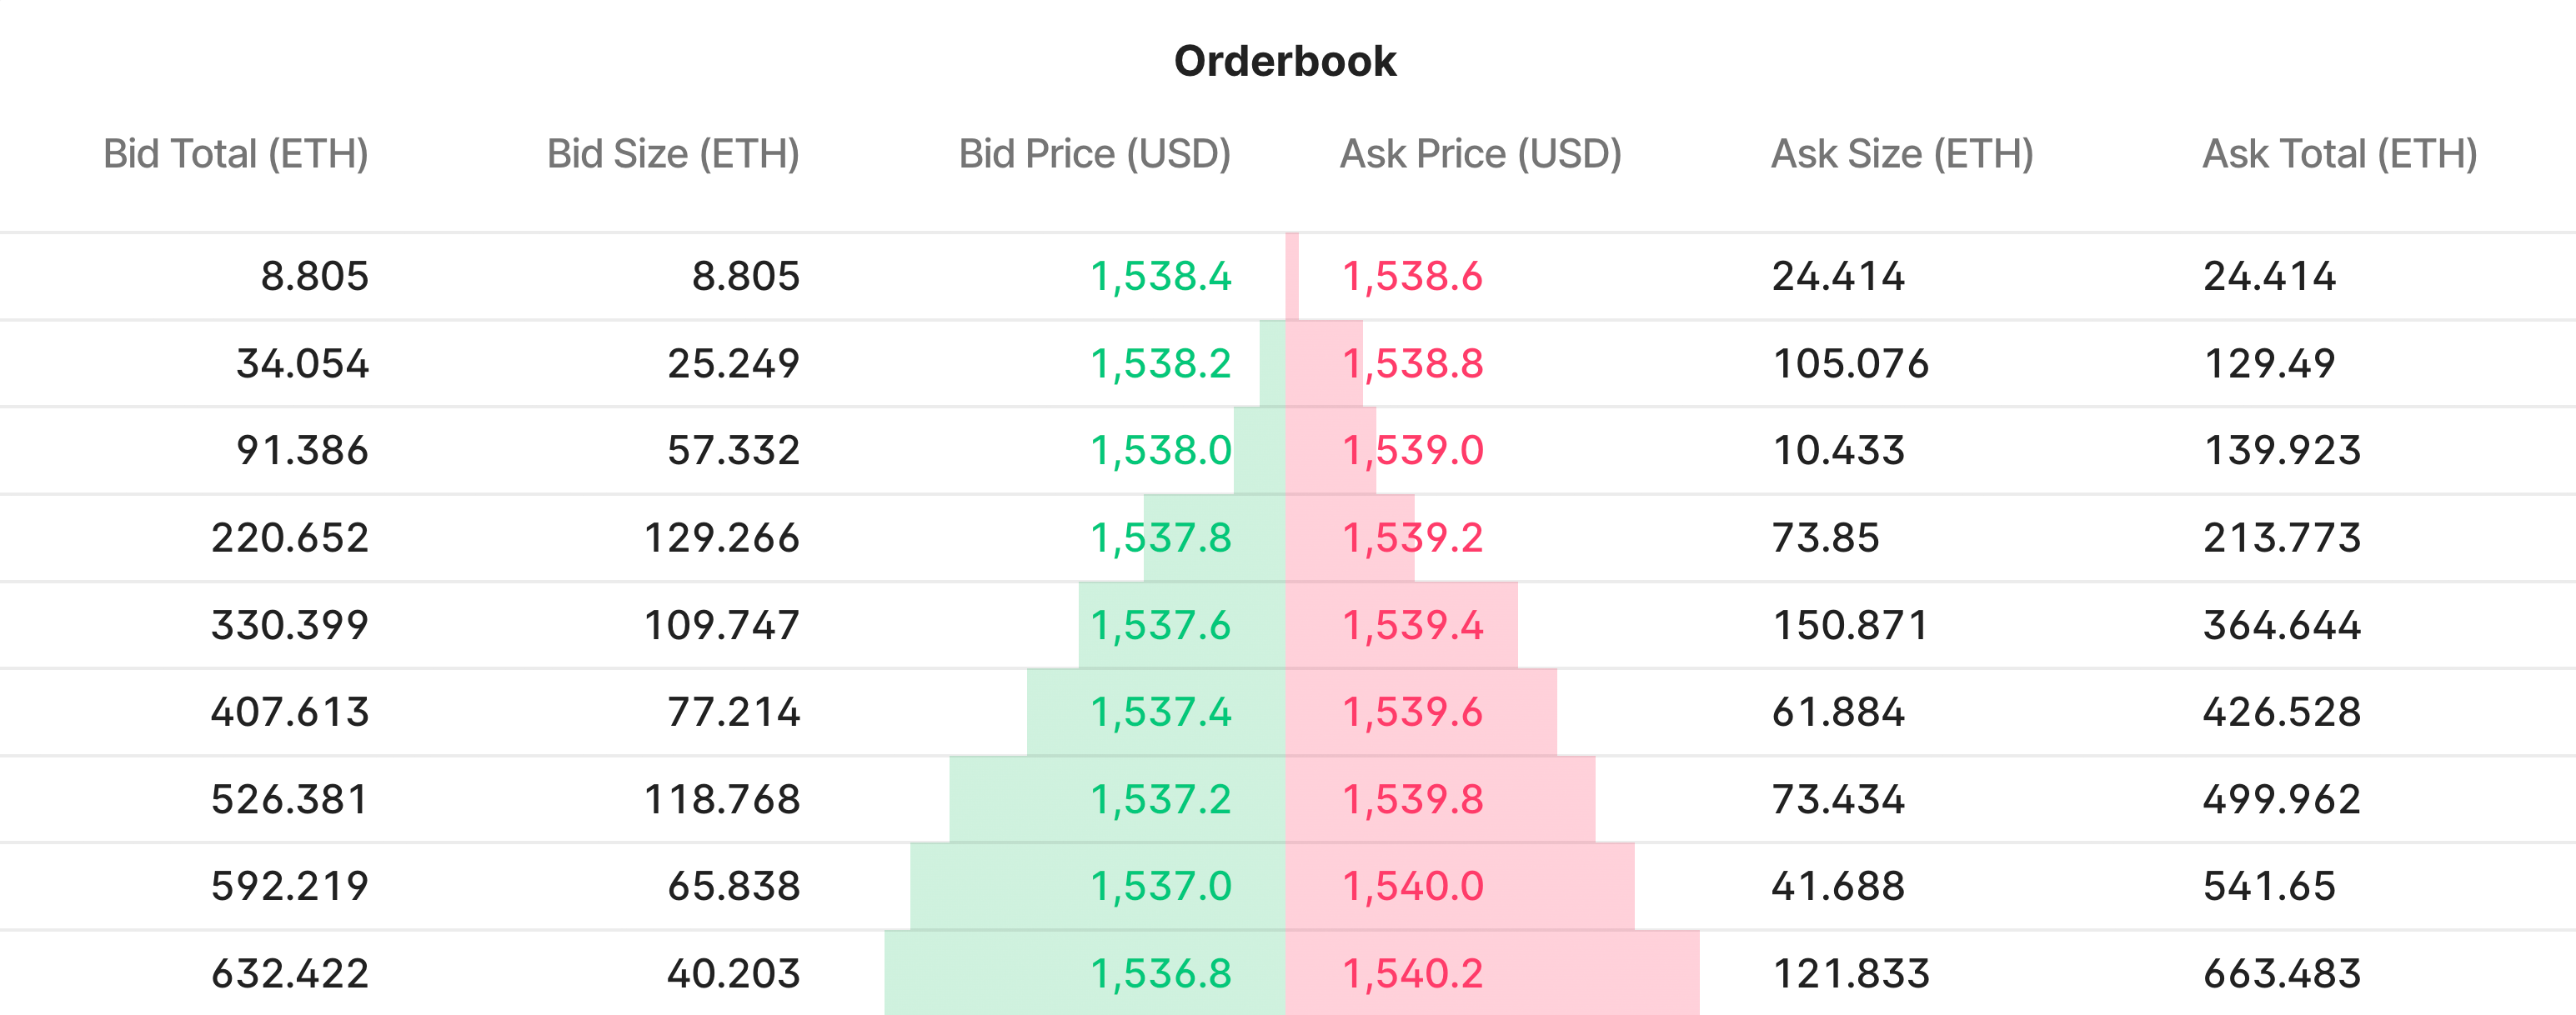 Orderbook
Bid Total (ETH) Bid Size (ETH) Bid Price (USD) Ask Price (USD) Ask Size (ETH) Ask Total (ETH)
8.805 8.805 1,538.4 1,538.6 24.414 24.414
34.054 25.249 1,538.2 1,538.8 105.076 129.49
91.386 57.332 1,538.0 1,539.0 10.433 139.923
220.652 129.266 1,537.8 1,539.2 73.85 213.773
330.399 109.747 1,537.6 1,539.4 150.871 364.644
407.613 77.214 1,537.4 1,539.6 61.884 426.528
526.381 118.768 1,537.2 1,539.8 73.434 499.962
592.219 65.838 1,537.0 1,540.0 41.688 541.65
632.422 40.203 1,536.8 1,540.2 121.833 663.483